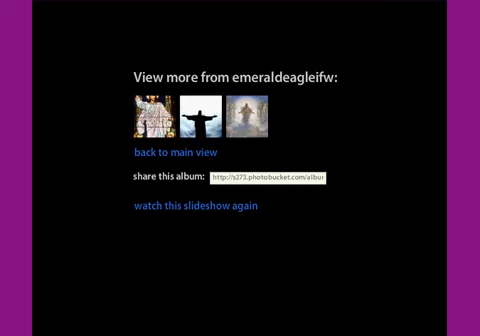 View more from emeraldeagleifw:
back to main view
share this album: http://s273.photobucket.com/albur
watch this slideshow again